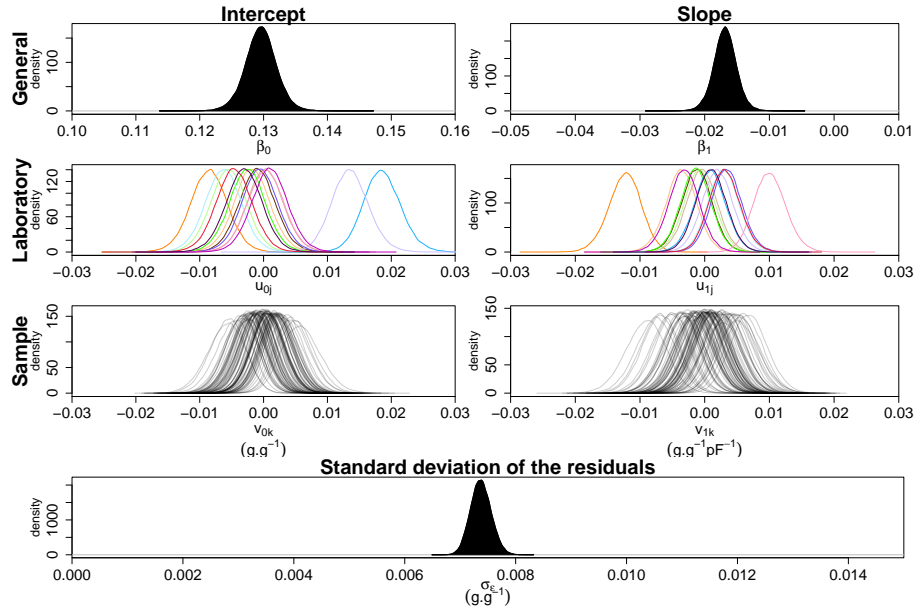 Intercept
Slope
General
density
0 100
0.10 0.11 0.12 0.13 0.14 0.15 0.16
β0
density
0 100
−0.05 −0.04 −0.03 −0.02 −0.01 0.00 0.01
β1
Laboratory
density
0 60 120
−0.03 −0.02 −0.01 0.00 0.01 0.02 0.03
u0j
density
0 100
−0.03 −0.02 −0.01 0.00 0.01 0.02 0.03
u1j
Sample
density
0 50 150
−0.03 −0.02 −0.01 0.00 0.01 0.02 0.03
v0k
(g.g−1)
density
0 50 150
−0.03 −0.02 −0.01 0.00 0.01 0.02 0.03
v1k
(g.g−1pF−1)
Standard deviation of the residuals
density
0 1000
0.000 0.002 0.004 0.006 0.008 0.010 0.012 0.014
σε
(g.g−1)